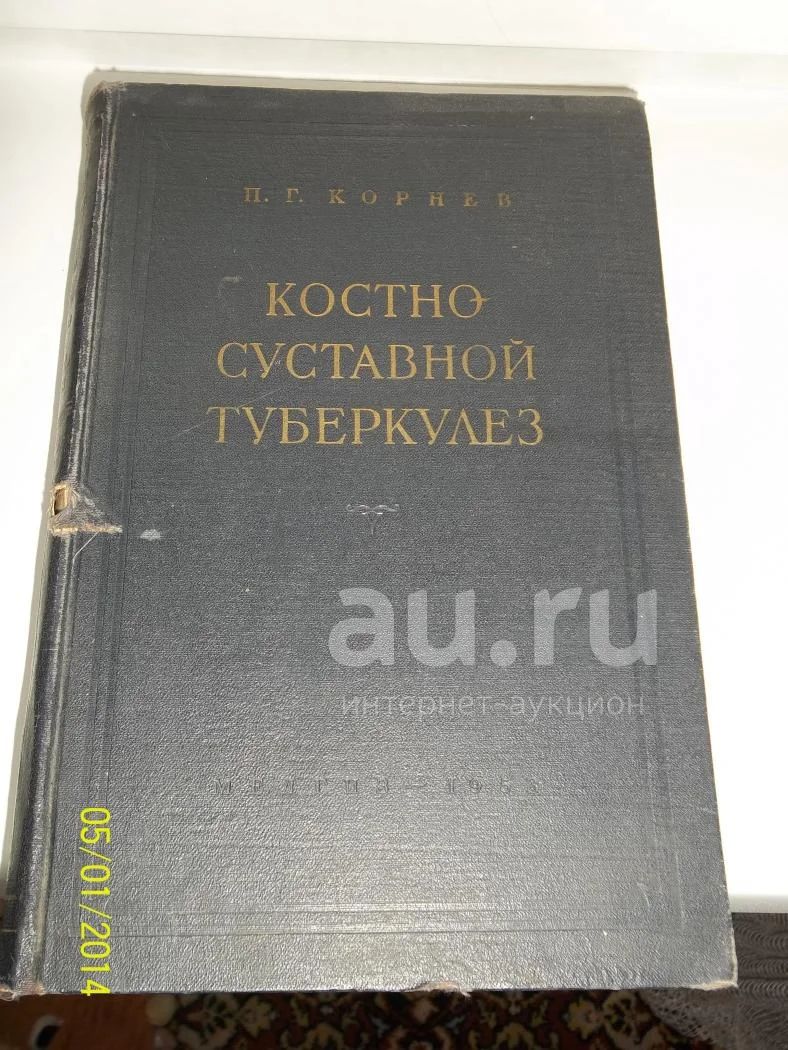 П. Г. КОРНЕВ
КОСТНО-
СУСТАВНОЙ
ТУБЕРКУЛЕЗ
au.ru
интернет-аукцион
МЕДГИЗ —
05/01/2014